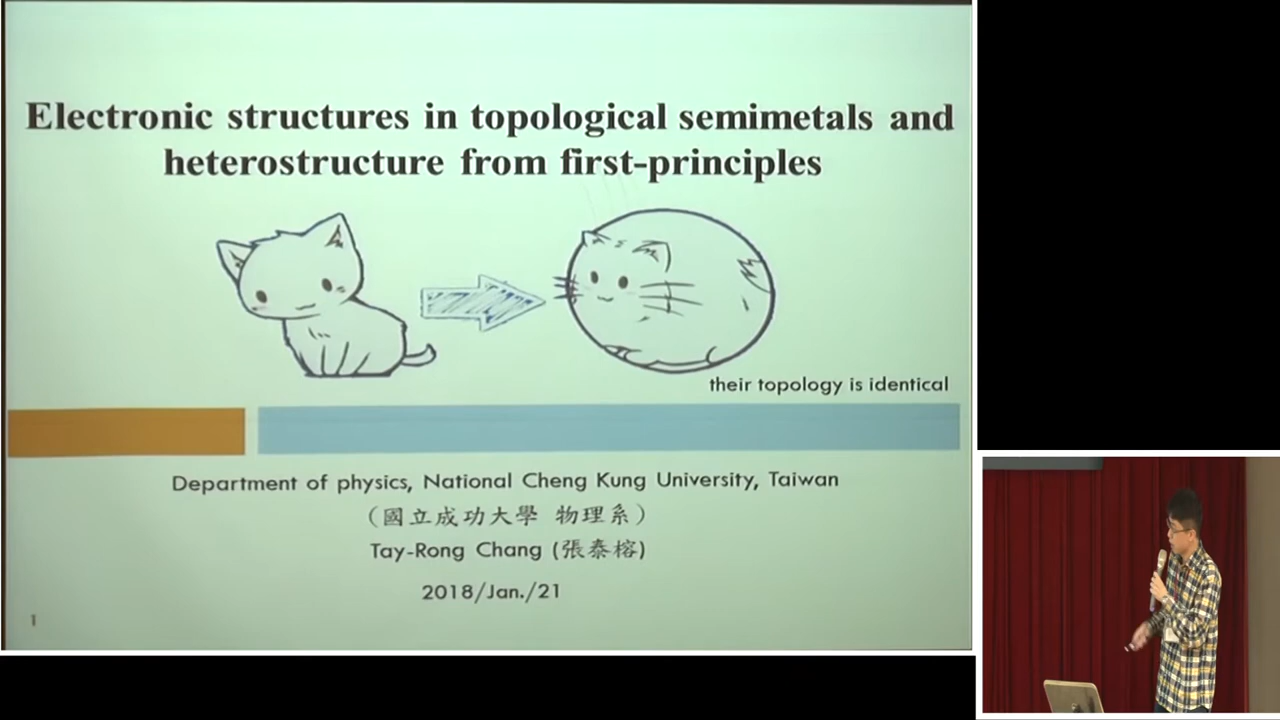 Electronic structures in topological semimetals and
heterostructure from first-principles
their topology is identical
Department of physics, National Cheng Kung University, Taiwan
（國立成功大學 物理系）
Tay-Rong Chang (張泰榕)
2018/Jan./21
1